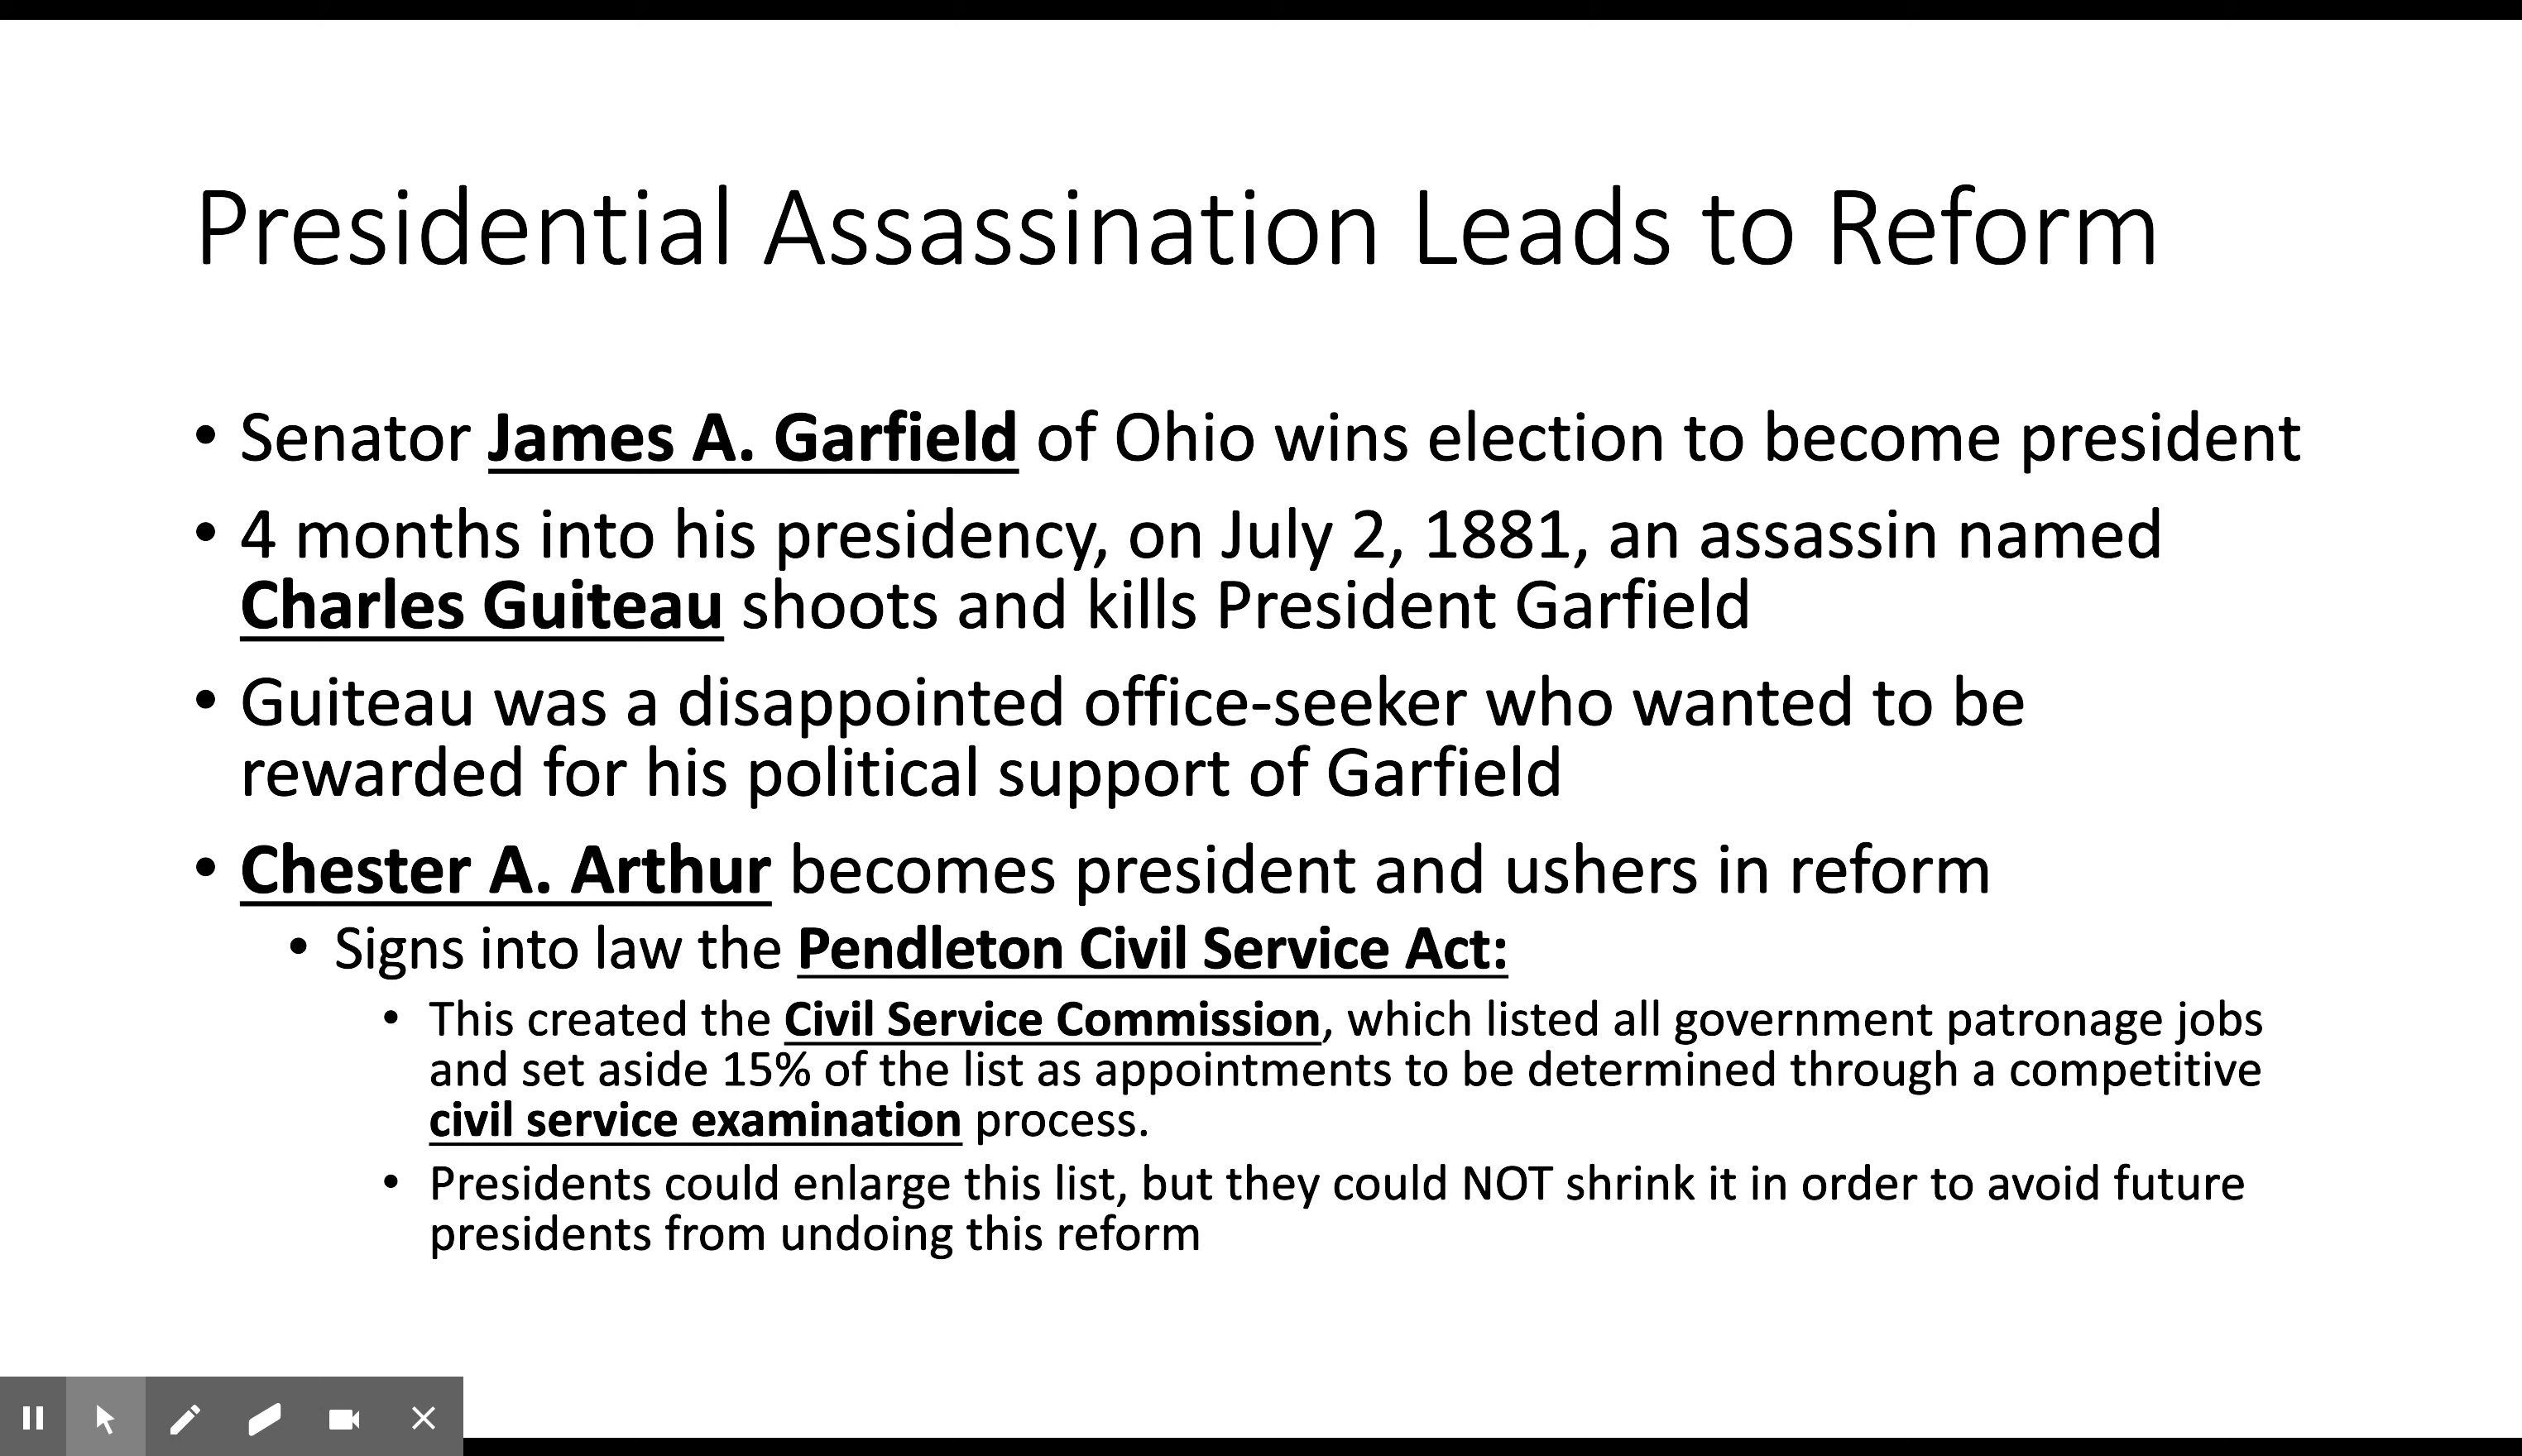 Presidential Assassination Leads to Reform
• Senator James A. Garfield of Ohio wins election to become president
• 4 months into his presidency, on July 2, 1881, an assassin named
Charles Guiteau shoots and kills President Garfield
• Guiteau was a disappointed office-seeker who wanted to be
rewarded for his political support of Garfield
• Chester A. Arthur becomes president and ushers in reform
• Signs into law the Pendleton Civil Service Act:
• This created the Civil Service Commission, which listed all government patronage jobs
and set aside 15% of the list as appointments to be determined through a competitive
civil service examination process.
• Presidents could enlarge this list, but they could NOT shrink it in order to avoid future
presidents from undoing this reform